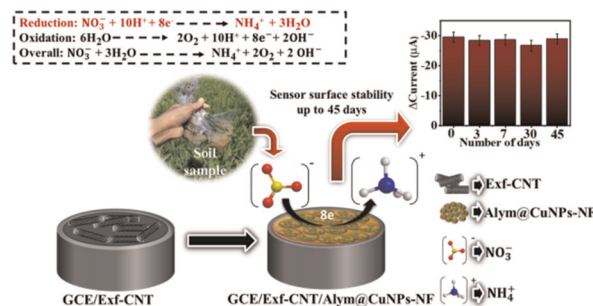 Reduction: NO₃⁻ + 10H⁺ + 8e⁻ → NH₄⁺ + 3H₂O
Oxidation: 6H₂O → 2O₂ + 10H⁺ + 8e⁻ + 2OH⁻
Overall: NO₃⁻ + 3H₂O → NH₄⁺ + 2O₂ + 2 OH⁻
Sensor surface stability
up to 45 days
ΔCurrent (μA)
-30
-20
-10
0
0 3 7 30 45
Number of days
Soil
sample
-
+
8e⁻
Exf-CNT
Alym@CuNPs-NF
NO₃⁻
NH₄⁺
GCE/Exf-CNT
GCE/Exf-CNT/Alym@CuNPs-NF